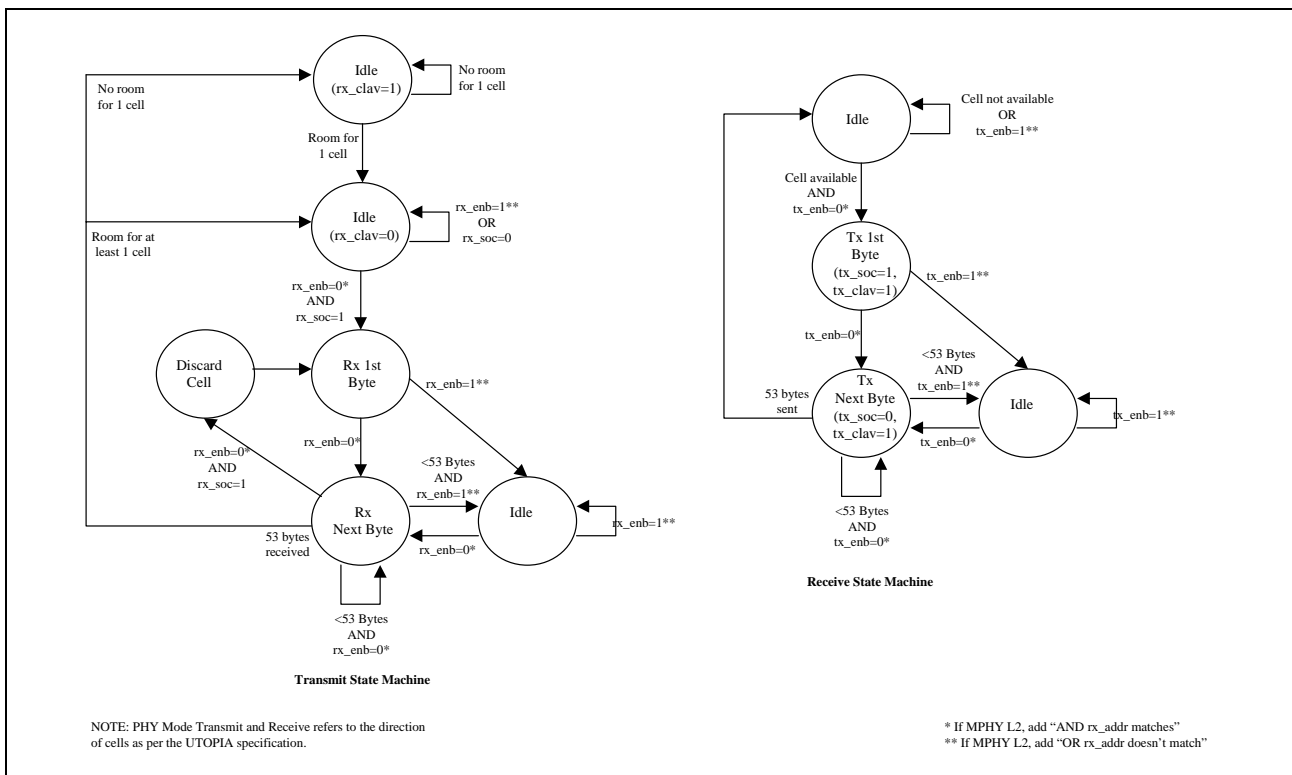 Idle
(rx_clav=1)
No room
for 1 cell
No room
for 1 cell
Room for
1 cell
Idle
(rx_clav=0)
rx_enb=1**
OR
rx_soc=0
Room for at
least 1 cell
rx_enb=0*
AND
rx_soc=1
Discard
Cell
Rx 1st
Byte
rx_enb=1**
rx_enb=0*
rx_enb=0*
AND
rx_soc=1
<53 Bytes
AND
rx_enb=1**
Rx
Next Byte
Idle
rx_enb=1**
53 bytes
received
rx_enb=0*
<53 Bytes
AND
rx_enb=0*
Transmit State Machine
Idle
Cell not available
OR
tx_enb=1**
Cell available
AND
tx_enb=0*
Tx 1st
Byte
(tx_soc=1,
tx_clav=1)
tx_enb=1**
tx_enb=0*
<53 Bytes
AND
tx_enb=1**
53 bytes
sent
Tx
Next Byte
(tx_soc=0,
tx_clav=1)
Idle
tx_enb=1**
tx_enb=0*
<53 Bytes
AND
tx_enb=0*
Receive State Machine
NOTE: PHY Mode Transmit and Receive refers to the direction
of cells as per the UTOPIA specification.
* If MPHY L2, add “AND rx_addr matches”
** If MPHY L2, add “OR rx_addr doesn’t match”